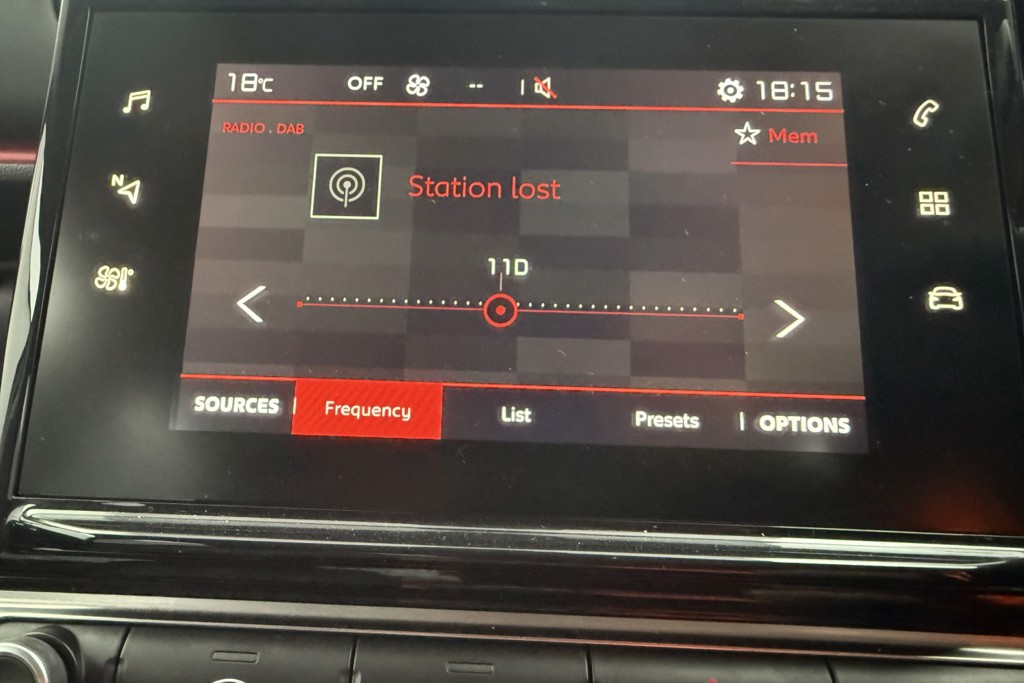 18°C OFF -- 18:15
RADIO . DAB
Mem
Station lost
11D
N
SOURCES Frequency List Presets OPTIONS